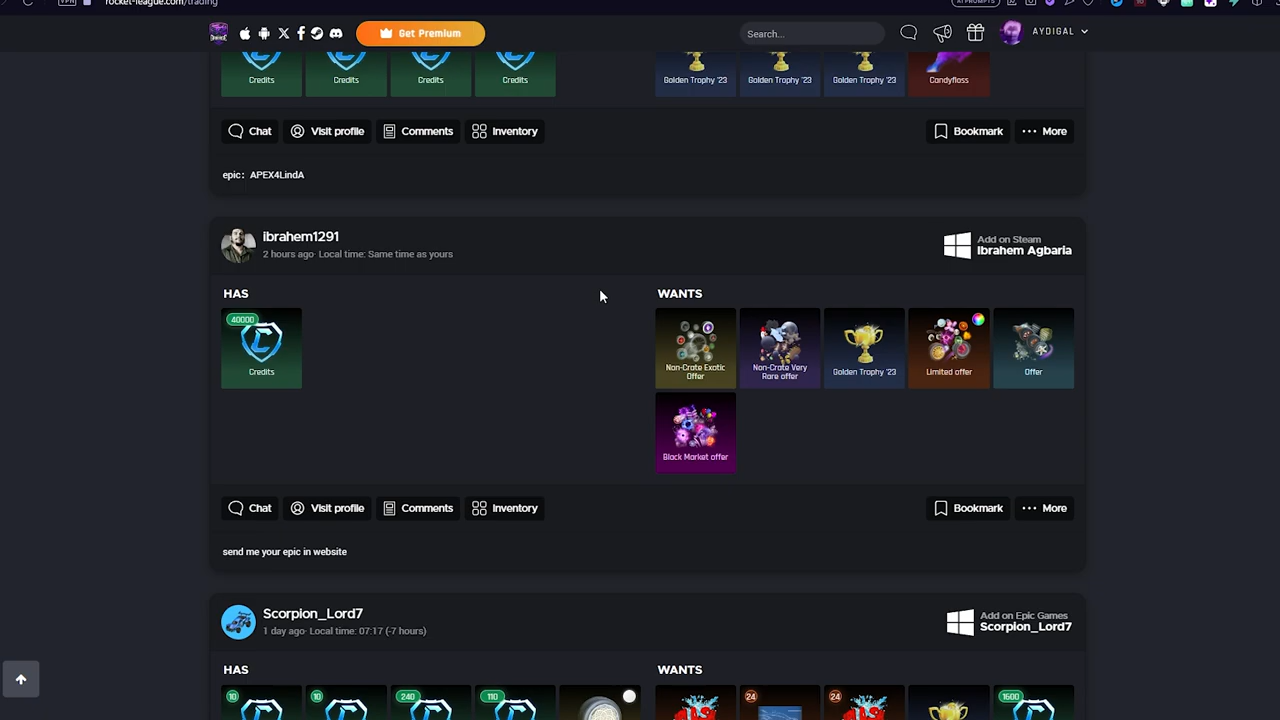 rocket-league.com/trading
VPN
AI PROMPTS
Get Premium
Search...
AYDIGAL
Credits
Credits
Credits
Credits
Golden Trophy '23
Golden Trophy '23
Golden Trophy '23
Candyfloss
Chat
Visit profile
Comments
Inventory
Bookmark
More
epic: APEX4LindA
ibrahem1291
2 hours ago· Local time: Same time as yours
Add on Steam
Ibrahem Agbaria
HAS
WANTS
40000
Credits
Non-Crate Exotic
Offer
Non-Crate Very
Rare offer
Golden Trophy '23
Limited offer
Offer
Black Market offer
Chat
Visit profile
Comments
Inventory
Bookmark
More
send me your epic in website
Scorpion_Lord7
1 day ago· Local time: 07:17 (-7 hours)
Add on Epic Games
Scorpion_Lord7
HAS
WANTS
10
10
240
110
24
24
1600